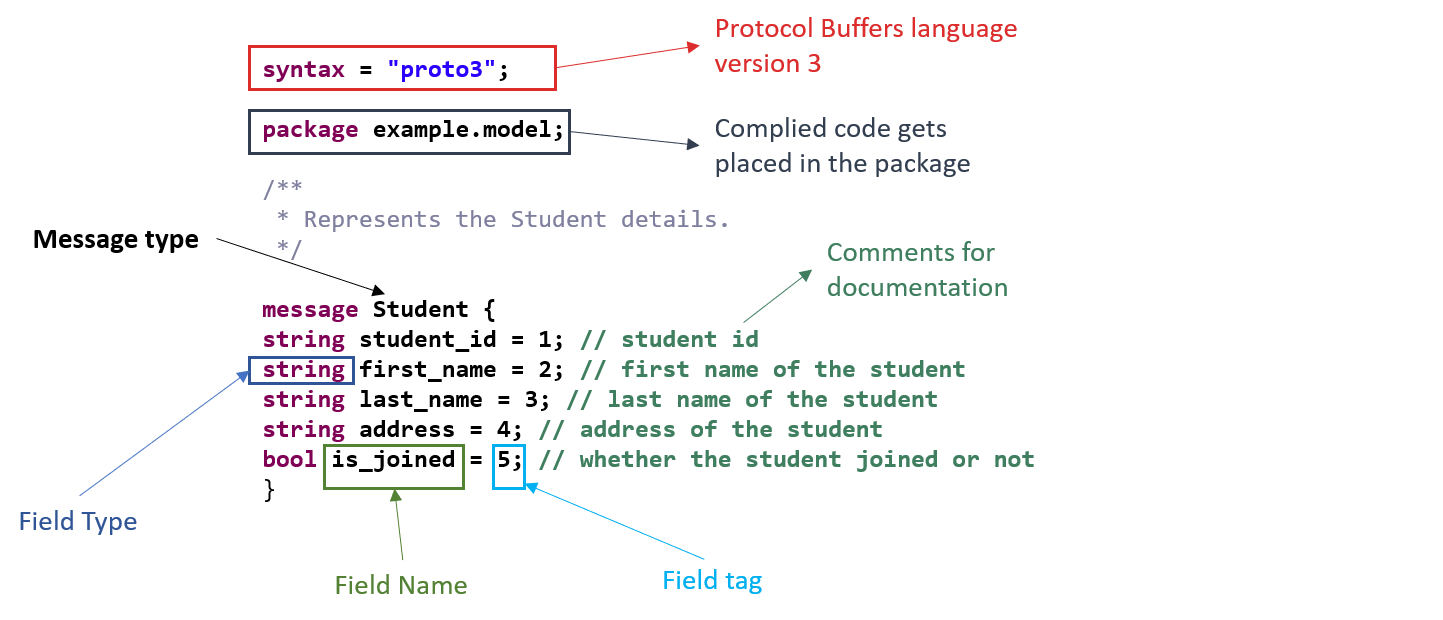 Protocol Buffers language
version 3
syntax = "proto3";
package example.model;
Complied code gets
placed in the package
/**
* Represents the Student details.
*/
Message type
Comments for
documentation
message Student {
string student_id = 1; // student id
string first_name = 2; // first name of the student
string last_name = 3; // last name of the student
string address = 4; // address of the student
bool is_joined = 5; // whether the student joined or not
}
Field Type
Field Name
Field tag